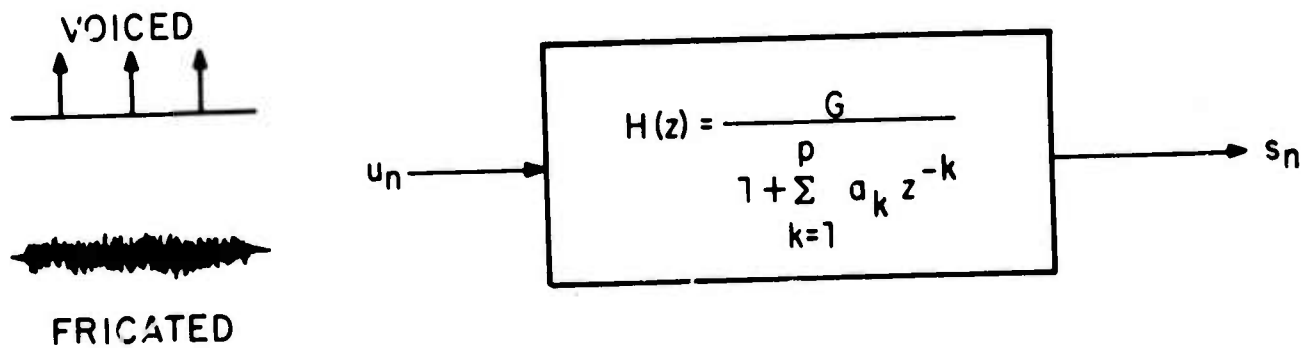 VOICED
FRICATED
u_n
H(z) = G / (1 + Σ_{k=1}^{p} a_k z^{-k})
s_n